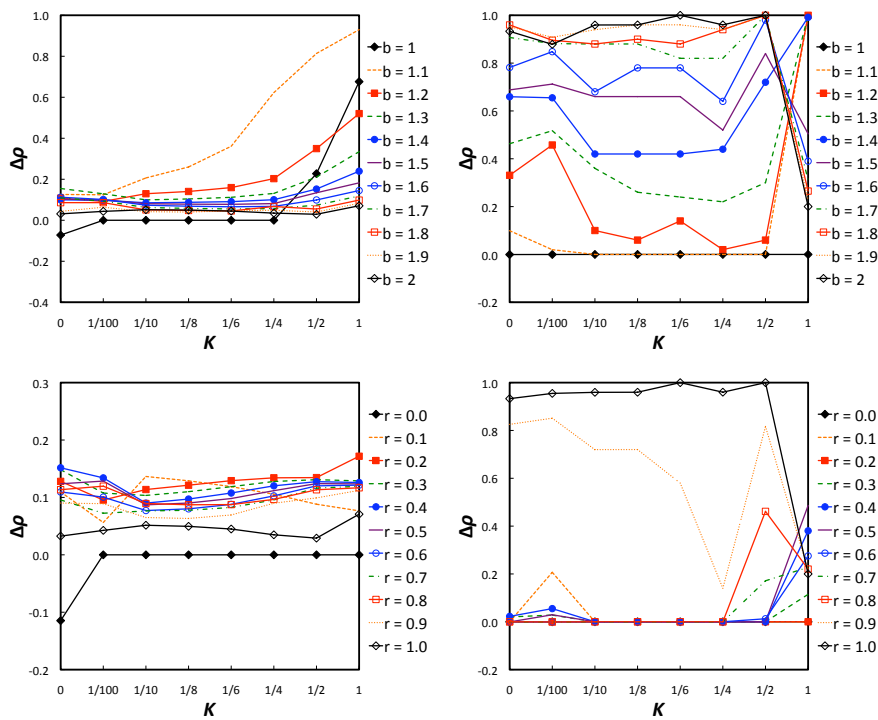 1.0
0.8
0.6
0.4
0.2
0.0
-0.2
-0.4
Δρ
0
1/100
1/10
1/8
1/6
1/4
1/2
1
K
b = 1
b = 1.1
b = 1.2
b = 1.3
b = 1.4
b = 1.5
b = 1.6
b = 1.7
b = 1.8
b = 1.9
b = 2
1.0
0.8
0.6
0.4
0.2
0.0
-0.2
Δρ
0
1/100
1/10
1/8
1/6
1/4
1/2
1
K
b = 1
b = 1.1
b = 1.2
b = 1.3
b = 1.4
b = 1.5
b = 1.6
b = 1.7
b = 1.8
b = 1.9
b = 2
0.3
0.2
0.1
0.0
-0.1
-0.2
Δρ
0
1/100
1/10
1/8
1/6
1/4
1/2
1
K
r = 0.0
r = 0.1
r = 0.2
r = 0.3
r = 0.4
r = 0.5
r = 0.6
r = 0.7
r = 0.8
r = 0.9
r = 1.0
1.0
0.8
0.6
0.4
0.2
0.0
-0.2
Δρ
0
1/100
1/10
1/8
1/6
1/4
1/2
1
K
r = 0.0
r = 0.1
r = 0.2
r = 0.3
r = 0.4
r = 0.5
r = 0.6
r = 0.7
r = 0.8
r = 0.9
r = 1.0